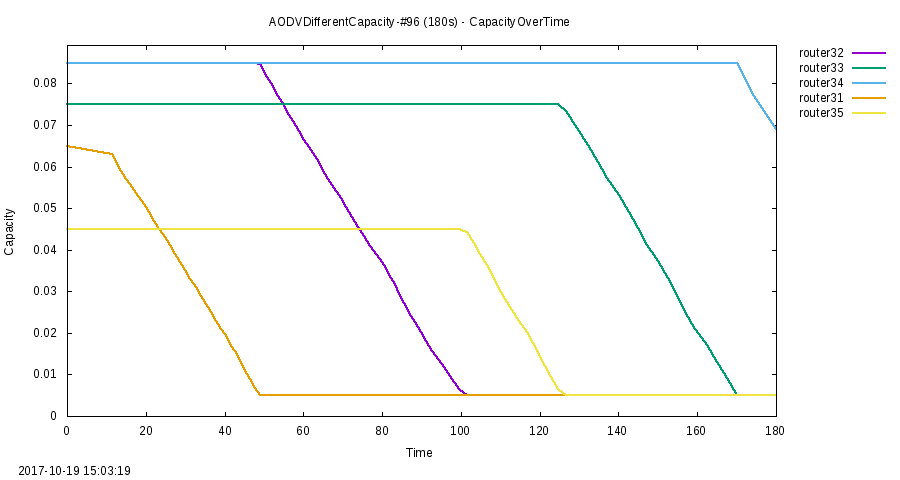 AODVDifferentCapacity-#96 (180s) - CapacityOverTime
router32
router33
router34
router31
router35
0.08
0.07
0.06
0.05
0.04
0.03
0.02
0.01
0
Capacity
0 20 40 60 80 100 120 140 160 180
Time
2017-10-19 15:03:19